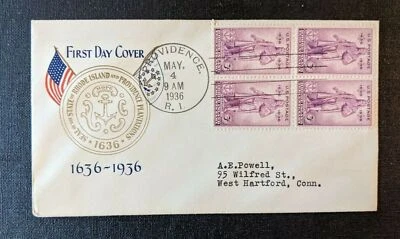 FIRST DAY COVER
PROVIDENCE,
MAY.
4
9 AM
1936
R. I.
SEAL OF THE STATE OF RHODE ISLAND AND PROVIDENCE PLANTATIONS
· 1636 ·
1636-1936
U.S. POSTAGE
U.S. POSTAGE
U.S. POSTAGE
U.S. POSTAGE
A.E.Powell,
95 Wilfred St.,
West Hartford, Conn.